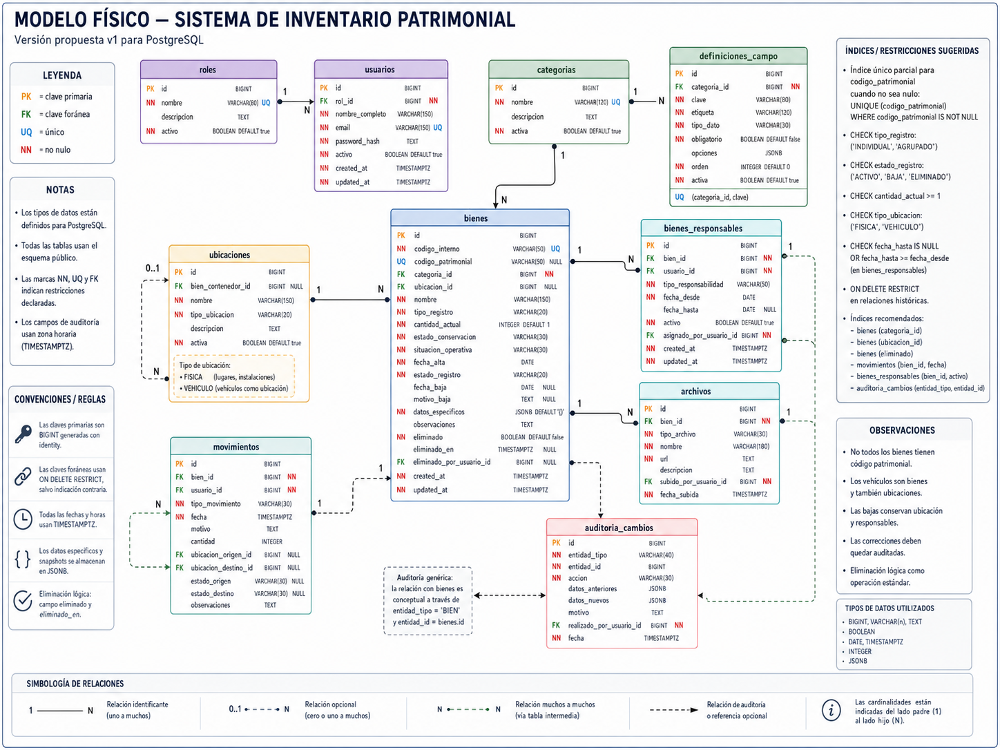 MODELO FÍSICO — SISTEMA DE INVENTARIO PATRIMONIAL
Versión propuesta v1 para PostgreSQL
LEYENDA
PK = clave primaria
FK = clave foránea
UQ = único
NN = no nulo
NOTAS
• Los tipos de datos están
definidos para PostgreSQL.
• Todas las tablas usan el
esquema público.
• Las marcas NN, UQ y FK
indican restricciones
declaradas.
• Los campos de auditoría
usan zona horaria
(TIMESTAMPTZ).
CONVENCIONES / REGLAS
Las claves primarias son
BIGINT generadas con
identity.
Las claves foráneas usan
ON DELETE RESTRICT,
salvo indicación contraria.
Todas las fechas y horas
usan TIMESTAMPTZ.
{ }
Los datos específicos y
snapshots se almacenan
en JSONB.
Eliminación lógica:
campo eliminado y
eliminado_en.
roles
PK id BIGINT
NN nombre VARCHAR(80) UQ
descripcion TEXT
NN activo BOOLEAN DEFAULT true
1
N
usuarios
PK id BIGINT
FK rol_id BIGINT NN
NN nombre_completo VARCHAR(150)
NN email VARCHAR(150) UQ
NN password_hash TEXT
NN activo BOOLEAN DEFAULT true
NN created_at TIMESTAMPTZ
NN updated_at TIMESTAMPTZ
categorias
PK id BIGINT
NN nombre VARCHAR(120) UQ
descripcion TEXT
NN activa BOOLEAN DEFAULT true
1
N
1
N
definiciones_campo
PK id BIGINT
FK categoria_id BIGINT NN
NN clave VARCHAR(80)
NN etiqueta VARCHAR(120)
NN tipo_dato VARCHAR(30)
NN obligatorio BOOLEAN DEFAULT false
opciones JSONB
NN orden INTEGER DEFAULT 0
NN activa BOOLEAN DEFAULT true
UQ (categoria_id, clave)
ubicaciones
PK id BIGINT
FK bien_contenedor_id BIGINT NULL
NN nombre VARCHAR(150)
NN tipo_ubicacion VARCHAR(20)
descripcion TEXT
NN activa BOOLEAN DEFAULT true
Tipo de ubicación:
• FISICA (lugares, instalaciones)
• VEHICULO (vehículos como ubicación)
0..1
N
1
N
bienes
PK id BIGINT
NN codigo_interno VARCHAR(50) UQ
UQ codigo_patrimonial VARCHAR(50) NULL
FK categoria_id BIGINT NN
FK ubicacion_id BIGINT NULL
NN nombre VARCHAR(150)
NN tipo_registro VARCHAR(20)
NN cantidad_actual INTEGER DEFAULT 1
NN estado_conservacion VARCHAR(30)
NN situacion_operativa VARCHAR(30)
NN fecha_alta DATE
NN estado_registro VARCHAR(20)
fecha_baja DATE NULL
motivo_baja TEXT NULL
NN datos_especificos JSONB DEFAULT '{}'
observaciones TEXT
NN eliminado BOOLEAN DEFAULT false
eliminado_en TIMESTAMPTZ NULL
FK eliminado_por_usuario_id BIGINT NULL
NN created_at TIMESTAMPTZ
NN updated_at TIMESTAMPTZ
1
N
1
N
bienes_responsables
PK id BIGINT
FK bien_id BIGINT NN
FK usuario_id BIGINT NN
NN tipo_responsabilidad VARCHAR(50)
NN fecha_desde DATE
fecha_hasta DATE NULL
NN activo BOOLEAN DEFAULT true
FK asignado_por_usuario_id BIGINT NN
NN created_at TIMESTAMPTZ
NN updated_at TIMESTAMPTZ
1
archivos
PK id BIGINT
FK bien_id BIGINT NN
NN tipo_archivo VARCHAR(30)
NN nombre VARCHAR(180)
NN url TEXT
descripcion TEXT
FK subido_por_usuario_id BIGINT NN
NN fecha_subida TIMESTAMPTZ
1
movimientos
PK id BIGINT
FK bien_id BIGINT NN
FK usuario_id BIGINT NN
NN tipo_movimiento VARCHAR(30)
NN fecha TIMESTAMPTZ
motivo TEXT
cantidad INTEGER
FK ubicacion_origen_id BIGINT NULL
FK ubicacion_destino_id BIGINT NULL
estado_origen VARCHAR(30) NULL
estado_destino VARCHAR(30) NULL
observaciones TEXT
N
1
1
Auditoría genérica:
la relación con bienes es
conceptual a través de
entidad_tipo = 'BIEN'
y entidad_id = bienes.id
auditoria_cambios
PK id BIGINT
NN entidad_tipo VARCHAR(40)
NN entidad_id BIGINT
NN accion VARCHAR(30)
datos_anteriores JSONB
datos_nuevos JSONB
motivo TEXT
FK realizado_por_usuario_id BIGINT NN
NN fecha TIMESTAMPTZ
ÍNDICES / RESTRICCIONES SUGERIDAS
• Índice único parcial para
codigo_patrimonial
cuando no sea nulo:
UNIQUE (codigo_patrimonial)
WHERE codigo_patrimonial IS NOT NULL
• CHECK tipo_registro:
('INDIVIDUAL', 'AGRUPADO')
• CHECK estado_registro:
('ACTIVO', 'BAJA', 'ELIMINADO')
• CHECK cantidad_actual >= 1
• CHECK tipo_ubicacion:
('FISICA', 'VEHICULO')
• CHECK fecha_hasta IS NULL
OR fecha_hasta >= fecha_desde
(en bienes_responsables)
• ON DELETE RESTRICT
en relaciones históricas.
• Índices recomendados:
– bienes (categoria_id)
– bienes (ubicacion_id)
– bienes (eliminado)
– movimientos (bien_id, fecha)
– bienes_responsables (bien_id, activo)
– auditoria_cambios (entidad_tipo, entidad_id)
OBSERVACIONES
• No todos los bienes tienen
código patrimonial.
• Los vehículos son bienes
y también ubicaciones.
• Las bajas conservan ubicación
y responsables.
• Las correcciones deben
quedar auditadas.
• Eliminación lógica como
operación estándar.
TIPOS DE DATOS UTILIZADOS
• BIGINT, VARCHAR(n), TEXT
• BOOLEAN
• DATE, TIMESTAMPTZ
• INTEGER
• JSONB
SIMBOLOGÍA DE RELACIONES
1 N Relación identificante
(uno a muchos)
0..1 N Relación opcional
(cero o uno a muchos)
N N Relación muchos a muchos
(vía tabla intermedia)
Relación de auditoría
o referencia opcional
i
Las cardinalidades están
indicadas del lado padre (1)
al lado hijo (N).